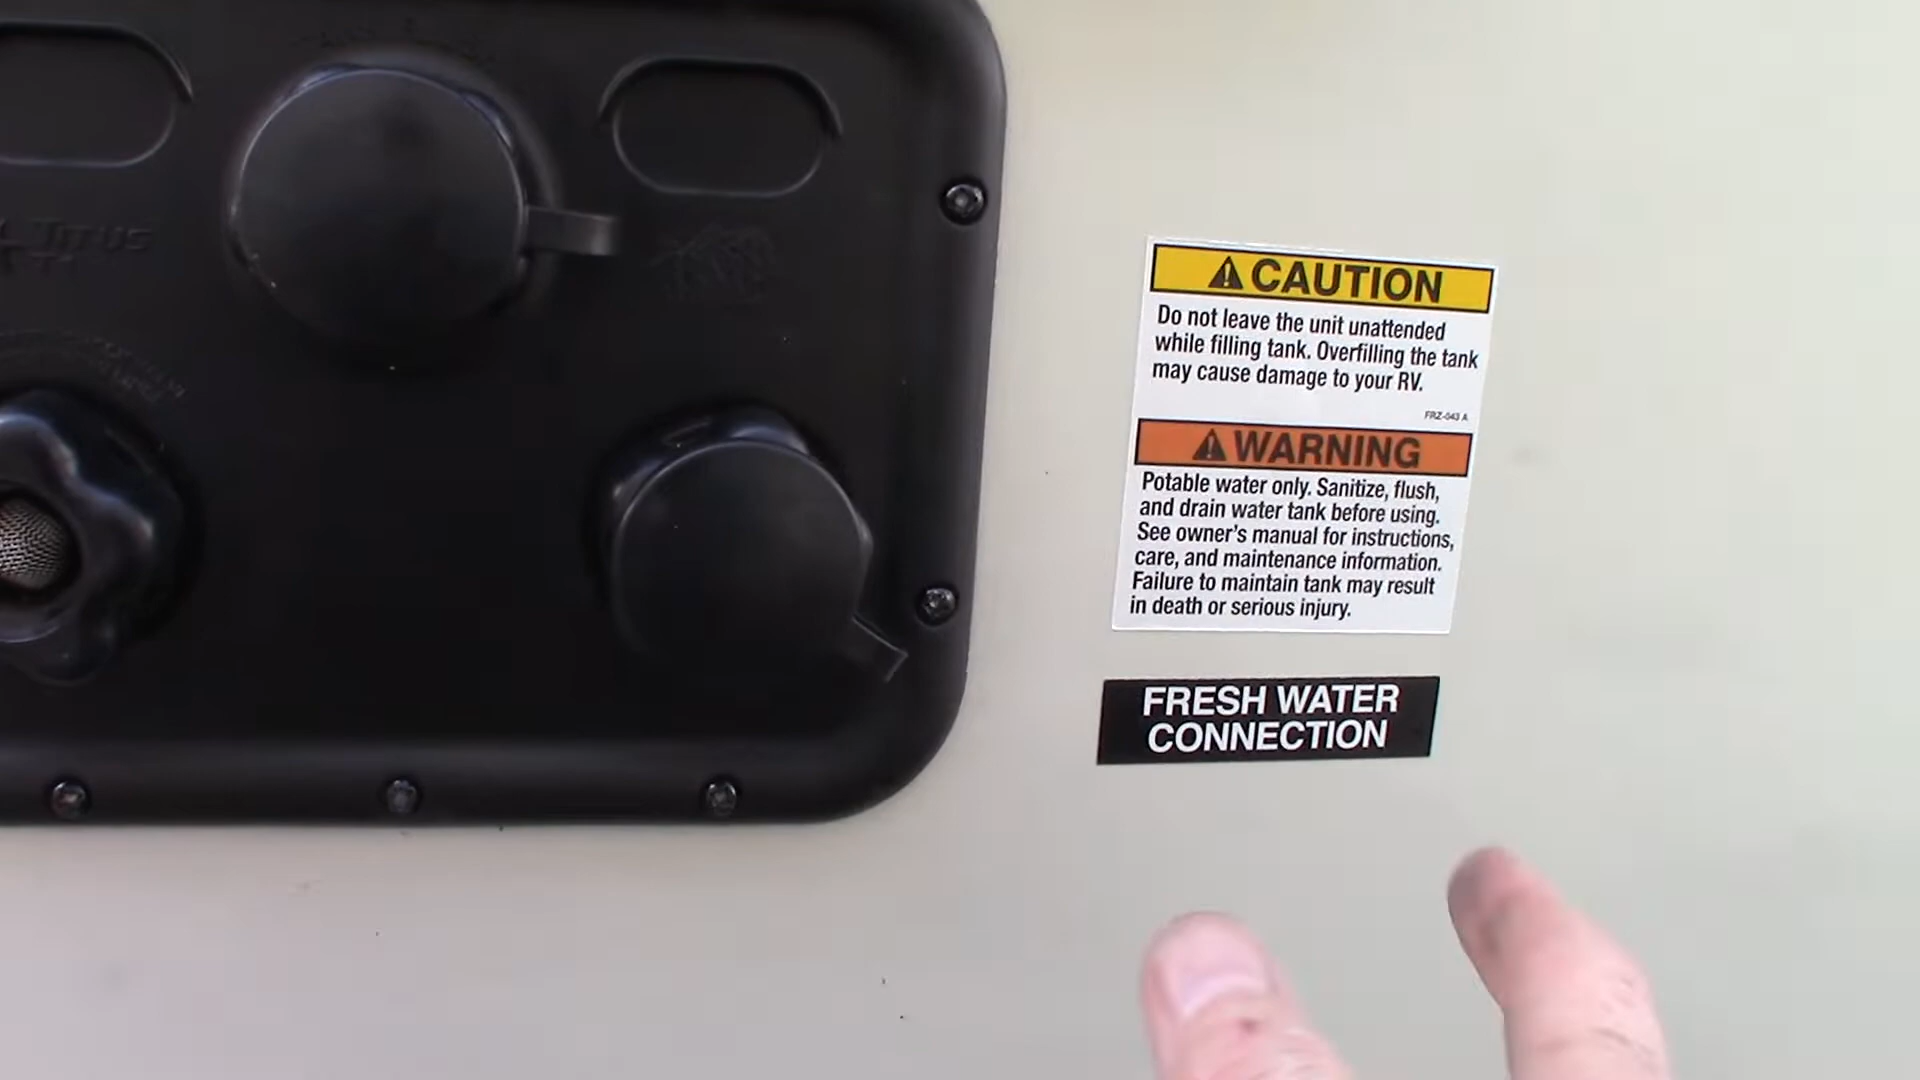 CAUTION
Do not leave the unit unattended
while filling tank. Overfilling the tank
may cause damage to your RV.
FRZ-043 A
WARNING
Potable water only. Sanitize, flush,
and drain water tank before using.
See owner's manual for instructions,
care, and maintenance information.
Failure to maintain tank may result
in death or serious injury.
FRESH WATER
CONNECTION